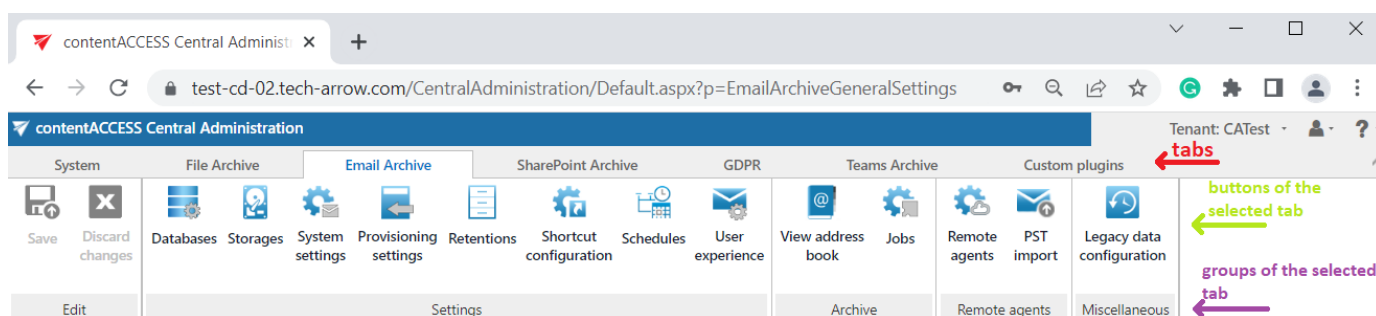 contentACCESS Central Administ
test-cd-02.tech-arrow.com/CentralAdministration/Default.aspx?p=EmailArchiveGeneralSettings
contentACCESS Central Administration
Tenant: CATest
?
System File Archive Email Archive SharePoint Archive GDPR Teams Archive Custom plugins
tabs
Save
Discard
changes
Databases
Storages
System
settings
Provisioning
settings
Retentions
Shortcut
configuration
Schedules
User
experience
View address
book
Jobs
Remote
agents
PST
import
Legacy data
configuration
buttons of the
selected tab
Edit Settings Archive Remote agents Miscellaneous
groups of the selected
tab